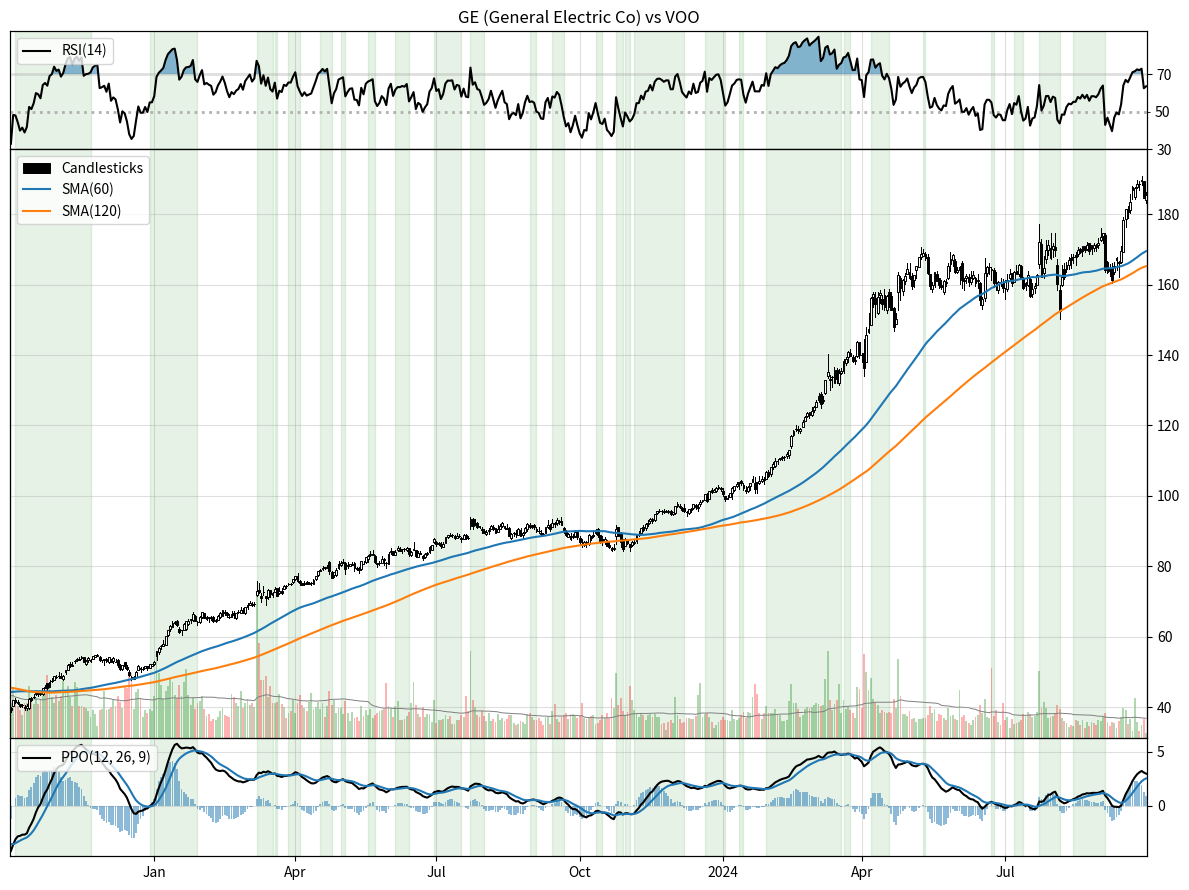 GE (General Electric Co) vs VOO
RSI(14)
70
50
30
Candlesticks
SMA(60)
SMA(120)
180
160
140
120
100
80
60
40
PPO(12, 26, 9)
5
0
Jan Apr Jul Oct 2024 Apr Jul